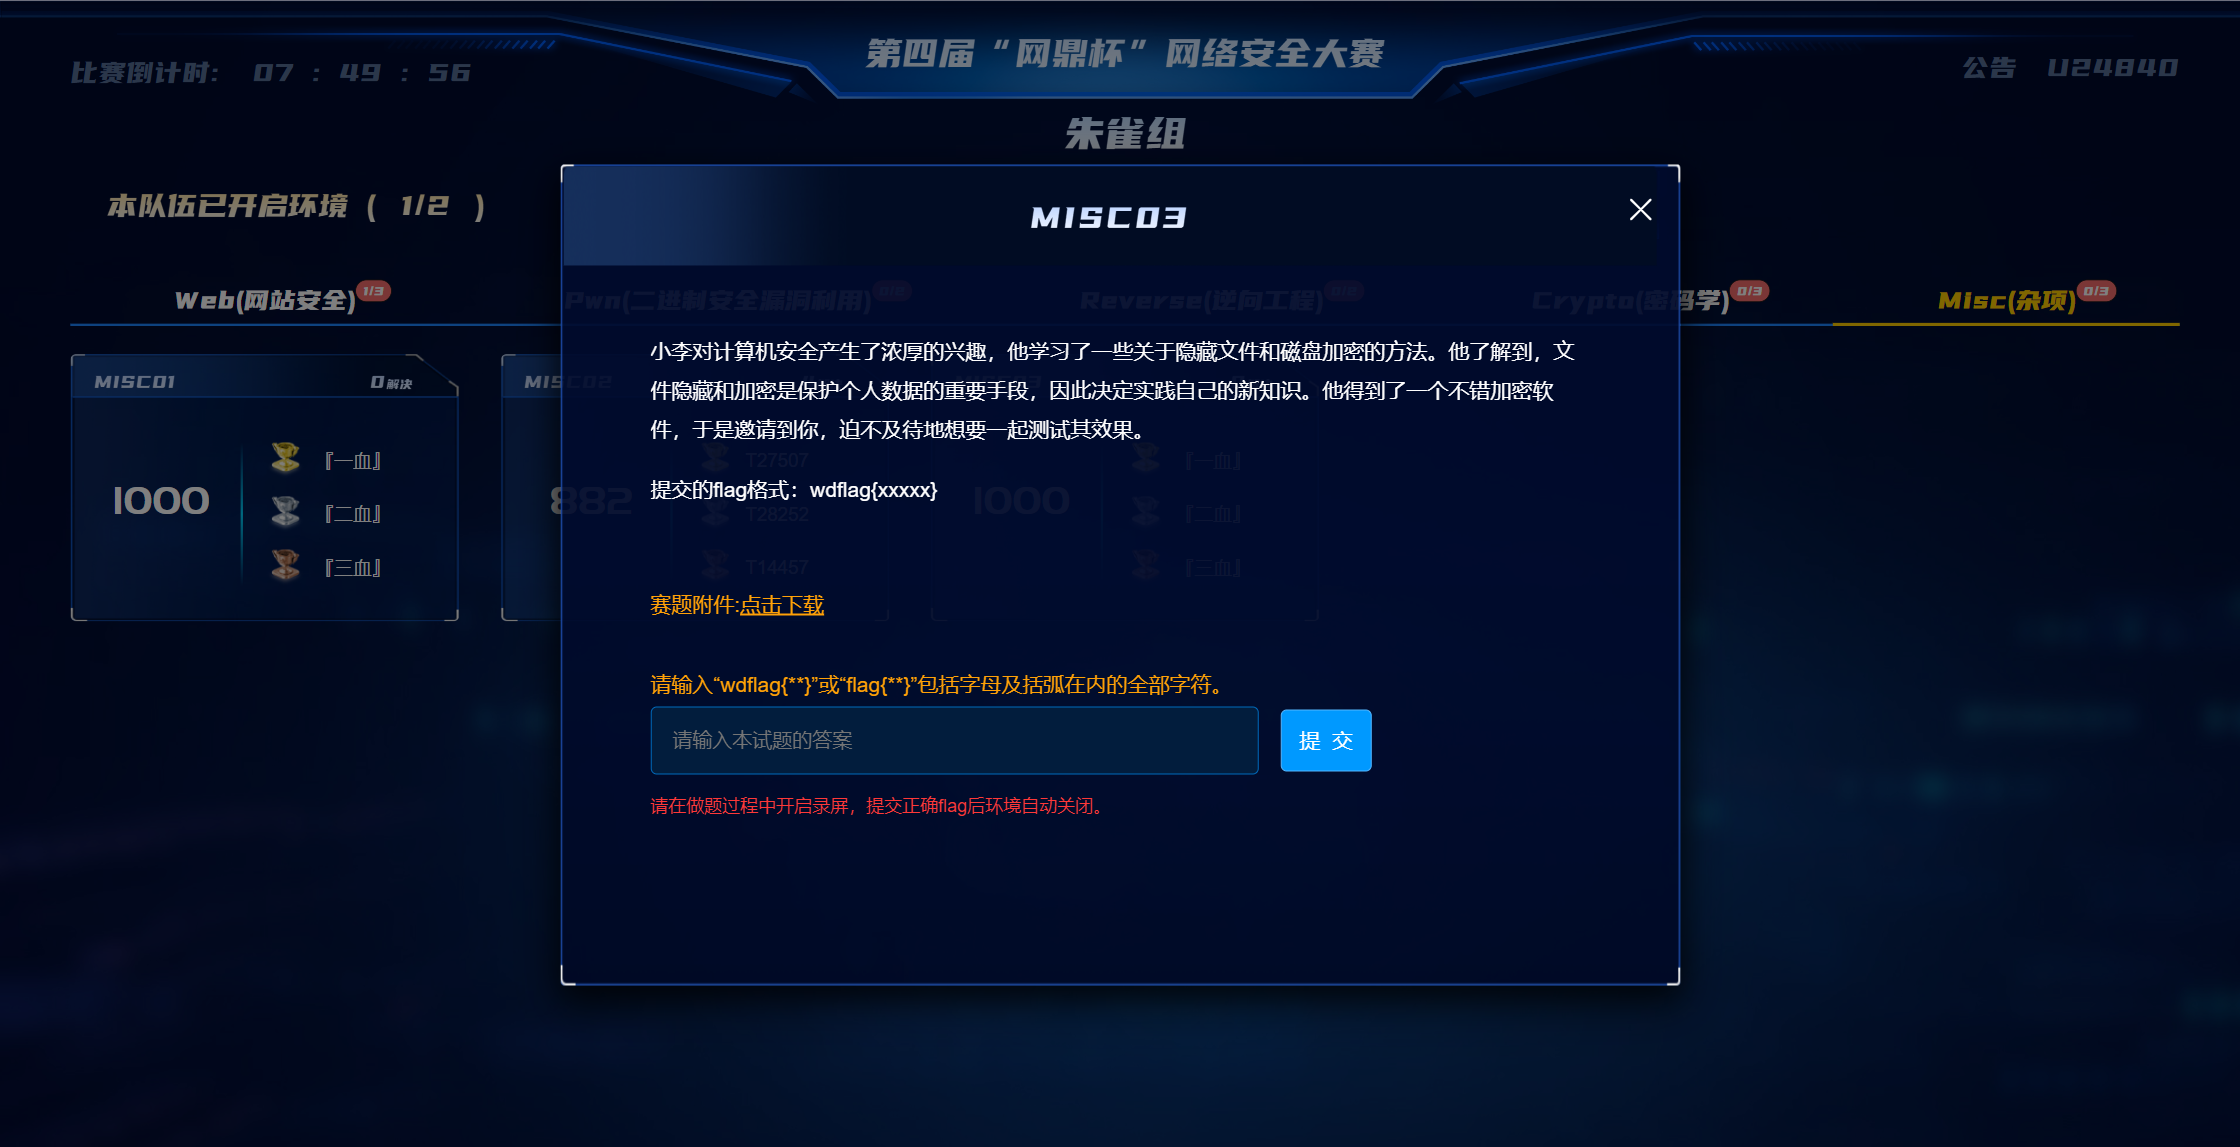 第四届“网鼎杯”网络安全大赛
比赛倒计时: 07 : 49 : 56
公告 U24840
朱雀组
本队伍已开启环境 ( 1/2 )
MISC03
Web(网站安全) 1/3
Pwn(二进制安全漏洞利用) 0/2
Reverse(逆向工程)
Crypto(密码学) 0/3
Misc(杂项) 0/3
MISC01 0解决
1000
『一血』
『二血』
『三血』
MISC02
882
T27507
T28252
T14457
1000
『一血』
『二血』
『三血』
小李对计算机安全产生了浓厚的兴趣，他学习了一些关于隐藏文件和磁盘加密的方法。他了解到，文
件隐藏和加密是保护个人数据的重要手段，因此决定实践自己的新知识。他得到了一个不错加密软
件，于是邀请到你，迫不及待地想要一起测试其效果。
提交的flag格式：wdflag{xxxxx}
赛题附件:点击下载
请输入“wdflag{**}”或“flag{**}”包括字母及括弧在内的全部字符。
请输入本试题的答案
提 交
请在做题过程中开启录屏，提交正确flag后环境自动关闭。